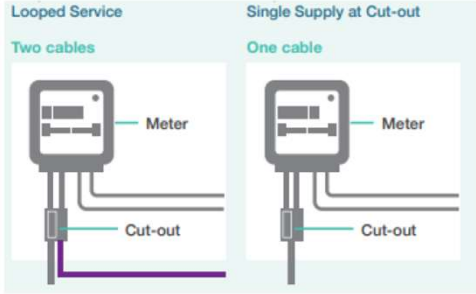 Looped Service
Two cables
Meter
Cut-out
Single Supply at Cut-out
One cable
Meter
Cut-out